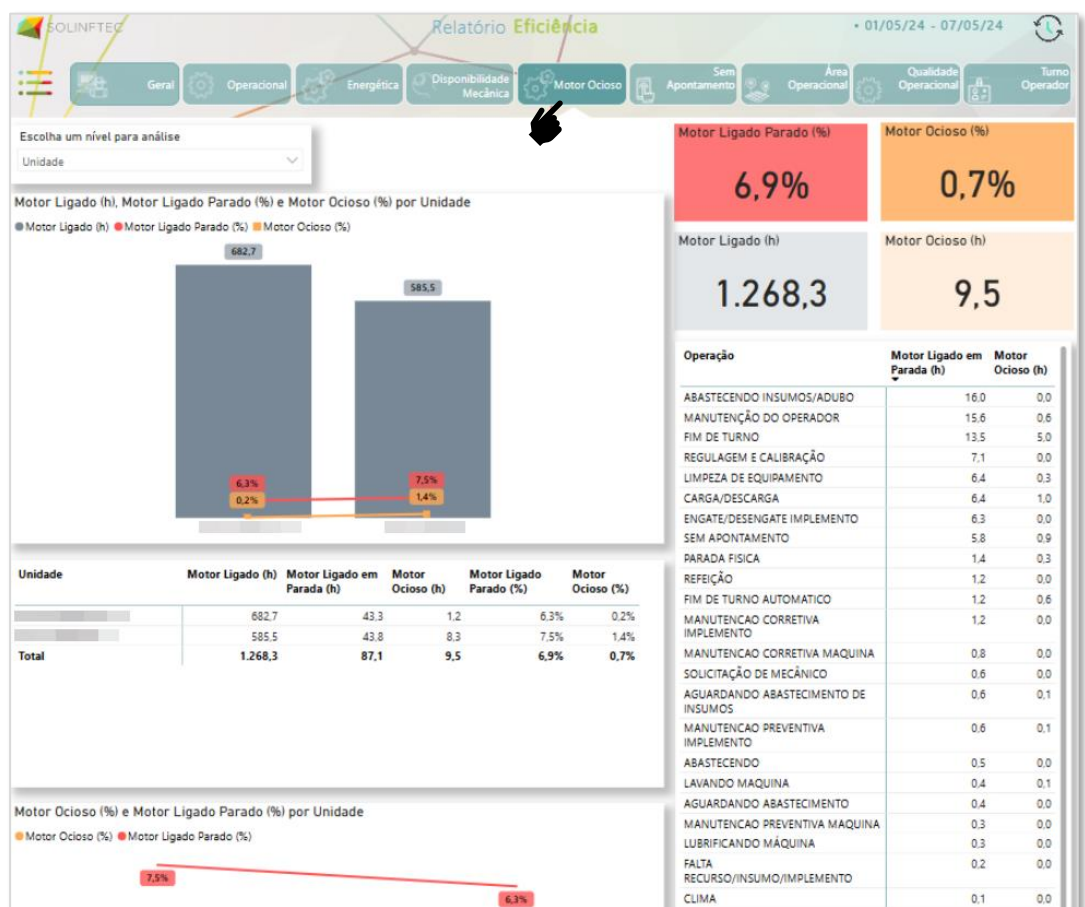 SOLINFTEC
Relatório Eficiência
• 01/05/24 - 07/05/24
Geral
Operacional
Energética
Disponibilidade
Mecânica
Motor Ocioso
Sem
Apontamento
Área
Operacional
Qualidade
Operacional
Turno
Operador
Escolha um nível para análise
Unidade
Motor Ligado Parado (%)
6,9%
Motor Ocioso (%)
0,7%
Motor Ligado (h)
1.268,3
Motor Ocioso (h)
9,5
Motor Ligado (h), Motor Ligado Parado (%) e Motor Ocioso (%) por Unidade
Motor Ligado (h) Motor Ligado Parado (%) Motor Ocioso (%)
682,7
585,5
6,3%
7,5%
0,2%
1,4%
Unidade Motor Ligado (h) Motor Ligado em Parada (h) Motor Ocioso (h) Motor Ligado Parado (%) Motor Ocioso (%)
682,7 43,3 1,2 6,3% 0,2%
585,5 43,8 8,3 7,5% 1,4%
Total 1.268,3 87,1 9,5 6,9% 0,7%
Motor Ocioso (%) e Motor Ligado Parado (%) por Unidade
Motor Ocioso (%) Motor Ligado Parado (%)
7,5%
6,3%
Operação Motor Ligado em Parada (h) Motor Ocioso (h)
ABASTECENDO INSUMOS/ADUBO 16,0 0,0
MANUTENÇÃO DO OPERADOR 15,6 0,6
FIM DE TURNO 13,5 5,0
REGULAGEM E CALIBRAÇÃO 7,1 0,0
LIMPEZA DE EQUIPAMENTO 6,4 0,3
CARGA/DESCARGA 6,4 1,0
ENGATE/DESENGATE IMPLEMENTO 6,3 0,0
SEM APONTAMENTO 5,8 0,9
PARADA FISICA 1,4 0,3
REFEIÇÃO 1,2 0,0
FIM DE TURNO AUTOMATICO 1,2 0,6
MANUTENCAO CORRETIVA 1,2 0,0
IMPLEMENTO
MANUTENCAO CORRETIVA MAQUINA 0,8 0,0
SOLICITAÇÃO DE MECÂNICO 0,6 0,0
AGUARDANDO ABASTECIMENTO DE 0,6 0,1
INSUMOS
MANUTENCAO PREVENTIVA 0,6 0,1
IMPLEMENTO
ABASTECENDO 0,5 0,0
LAVANDO MAQUINA 0,4 0,1
AGUARDANDO ABASTECIMENTO 0,4 0,0
MANUTENCAO PREVENTIVA MAQUINA 0,3 0,0
LUBRIFICANDO MÁQUINA 0,3 0,0
FALTA 0,2 0,0
RECURSO/INSUMO/IMPLEMENTO
CLIMA 0,1 0,0